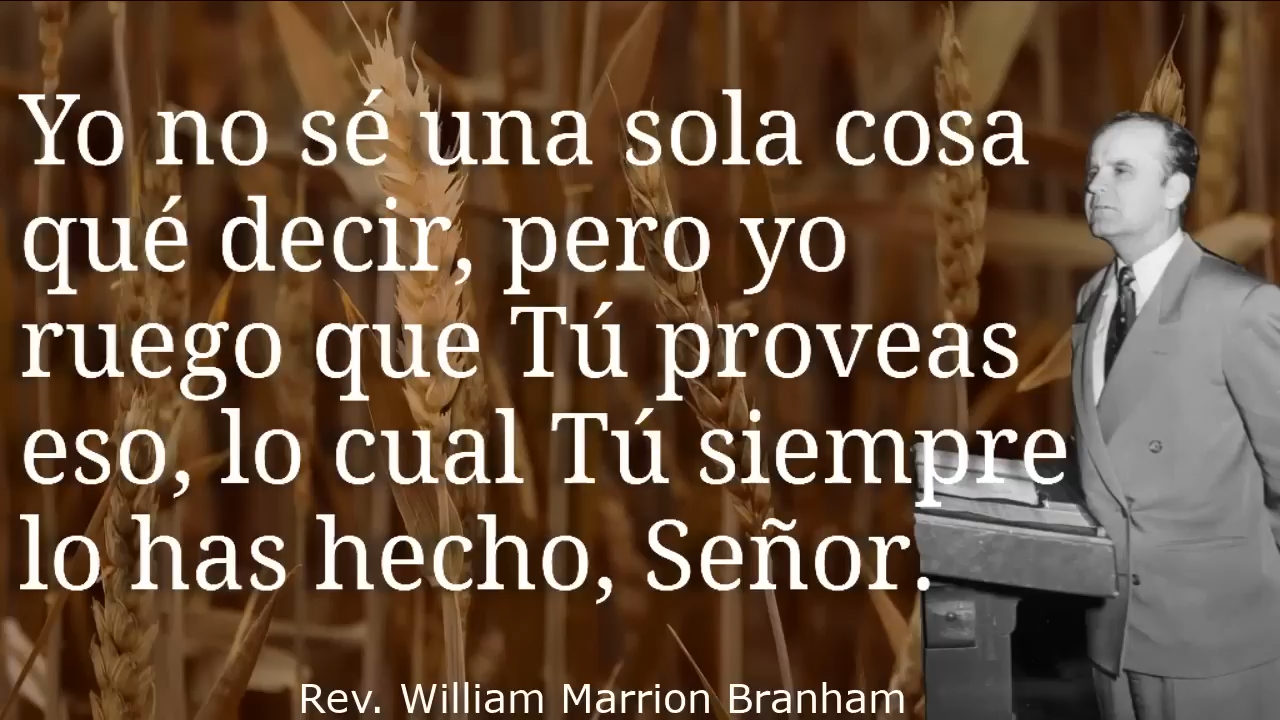 Yo no sé una sola cosa
qué decir, pero yo
ruego que Tú proveas
eso, lo cual Tú siempre
lo has hecho, Señor.
Rev. William Marrion Branham